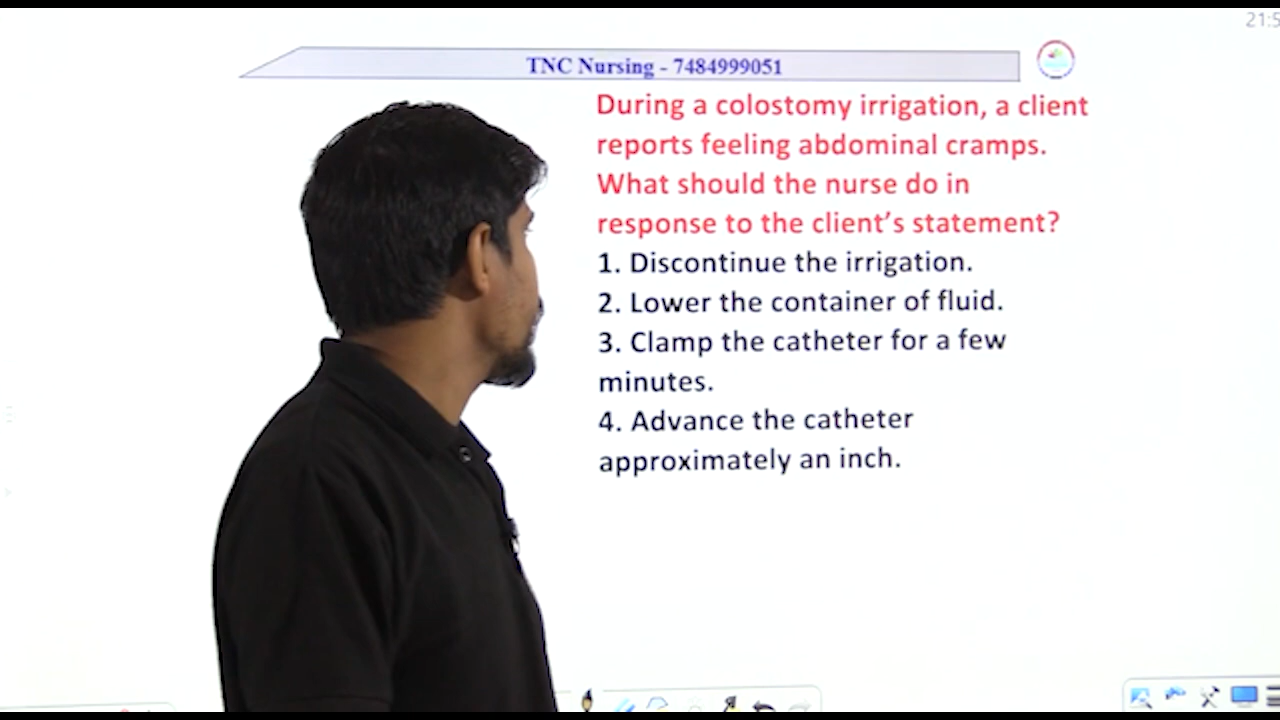 21:5
TNC Nursing - 7484999051
During a colostomy irrigation, a client
reports feeling abdominal cramps.
What should the nurse do in
response to the client’s statement?
1. Discontinue the irrigation.
2. Lower the container of fluid.
3. Clamp the catheter for a few
minutes.
4. Advance the catheter
approximately an inch.